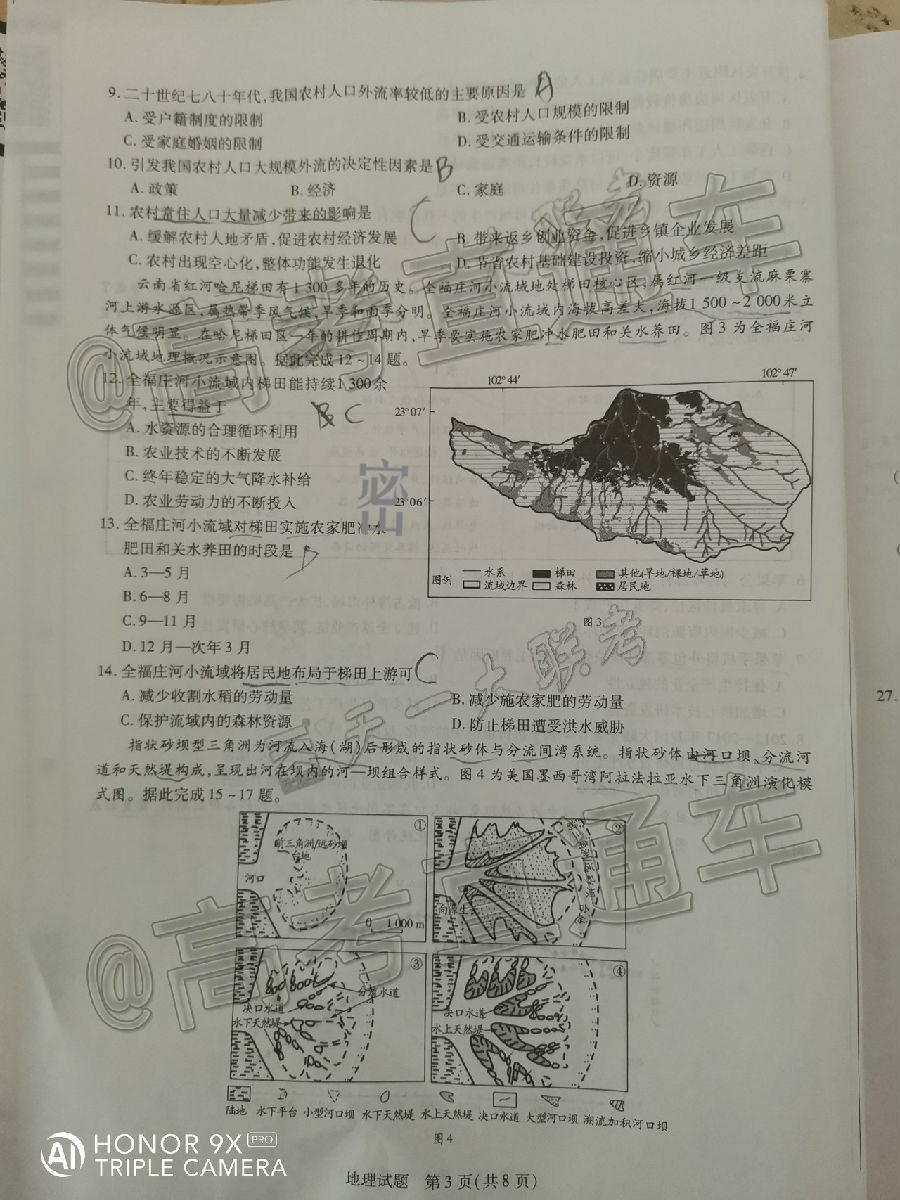 9.二十世纪七八十年代,我国农村人口外流率较低的主要原因是 A
A.受户籍制度的限制 B.受农村人口规模的限制
C.受家庭婚姻的限制 D.受交通运输条件的限制
10.引发我国农村人口大规模外流的决定性因素是 B
A.政策 B.经济 C.家庭 D.资源
11.农村常住人口大量减少带来的影响是 C
A.缓解农村人地矛盾,促进农村经济发展 B.带来返乡创业资金,促进乡镇企业发展
C.农村出现空心化,整体功能发生退化 D.节省农村基础建设投资,缩小城乡经济差距
云南省红河哈尼梯田有1 300多年的历史。全福庄河小流域地处梯田核心区,属红河一级支流麻栗寨
河上游水源区,属热带季风气候,旱季和雨季分明。全福庄河小流域内海拔高差大,海拔1 500~2 000米立
体气候明显。在哈尼梯田区一年的耕作周期内,旱季要实施农家肥冲水肥田和关水养田。图3为全福庄河
小流域地理概况示意图。据此完成12~14题。
12.全福庄河小流域内梯田能持续1 300余
年,主要得益于 C
A.水资源的合理循环利用
B.农业技术的不断发展
C.终年稳定的大气降水补给
D.农业劳动力的不断投入
13.全福庄河小流域对梯田实施农家肥冲水
肥田和关水养田的时段是 D
A.3—5月
B.6—8月
C.9—11月
D.12月—次年3月
102°44′ 102°47′
23°07′
23°06′
图例 水系 梯田 其他(旱地/裸地/草地)
流域边界 森林 居民地
图3
14.全福庄河小流域将居民地布局于梯田上游可 C
A.减少收割水稻的劳动量 B.减少施农家肥的劳动量
C.保护流域内的森林资源 D.防止梯田遭受洪水威胁
指状砂坝型三角洲为河流入海(湖)后形成的指状砂体与分流间湾系统。指状砂体由河口坝、分流河
道和天然堤构成,呈现出河在坝内的河—坝组合样式。图4为美国墨西哥湾阿拉法拉亚水下三角洲演化模
式图。据此完成15~17题。
① ②
前三角洲/远砂坝
台地
河口
0 1 000 m
③ ④
分叉水道
决口水道
水下天然堤
决口水道
水上天然堤
陆地 水下平台 小型河口坝 水下天然堤 水上天然堤 决口水道 大型河口坝 溯流加积河口坝
图4
地理试题 第3页(共8页)
27.
密
@高考直通车
天一大联考
@高考直通车
HONOR 9X PRO
AI TRIPLE CAMERA